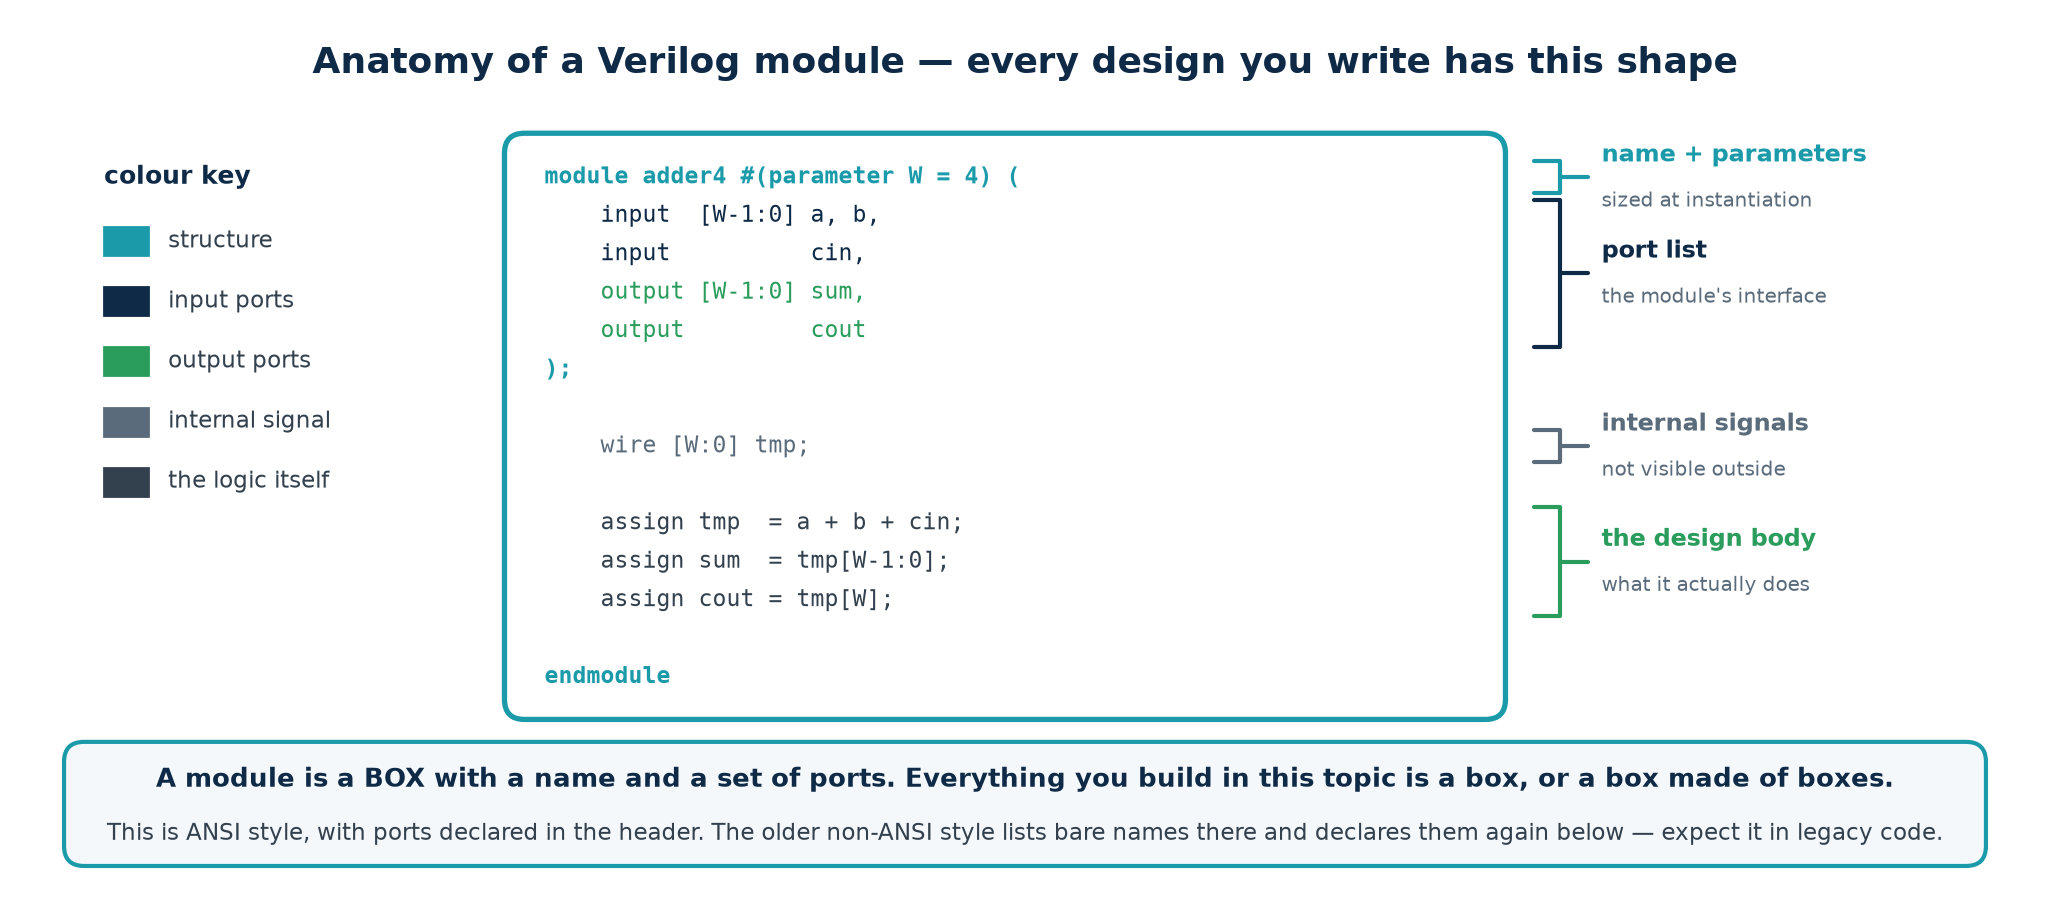 Anatomy of a Verilog module — every design you write has this shape
colour key
structure
input ports
output ports
internal signal
the logic itself
module adder4 #(parameter W = 4) (
    input  [W-1:0] a, b,
    input          cin,
    output [W-1:0] sum,
    output         cout
);
    wire [W:0] tmp;
    assign tmp  = a + b + cin;
    assign sum  = tmp[W-1:0];
    assign cout = tmp[W];
endmodule
name + parameters
sized at instantiation
port list
the module's interface
internal signals
not visible outside
the design body
what it actually does
A module is a BOX with a name and a set of ports. Everything you build in this topic is a box, or a box made of boxes.
This is ANSI style, with ports declared in the header. The older non-ANSI style lists bare names there and declares them again below — expect it in legacy code.